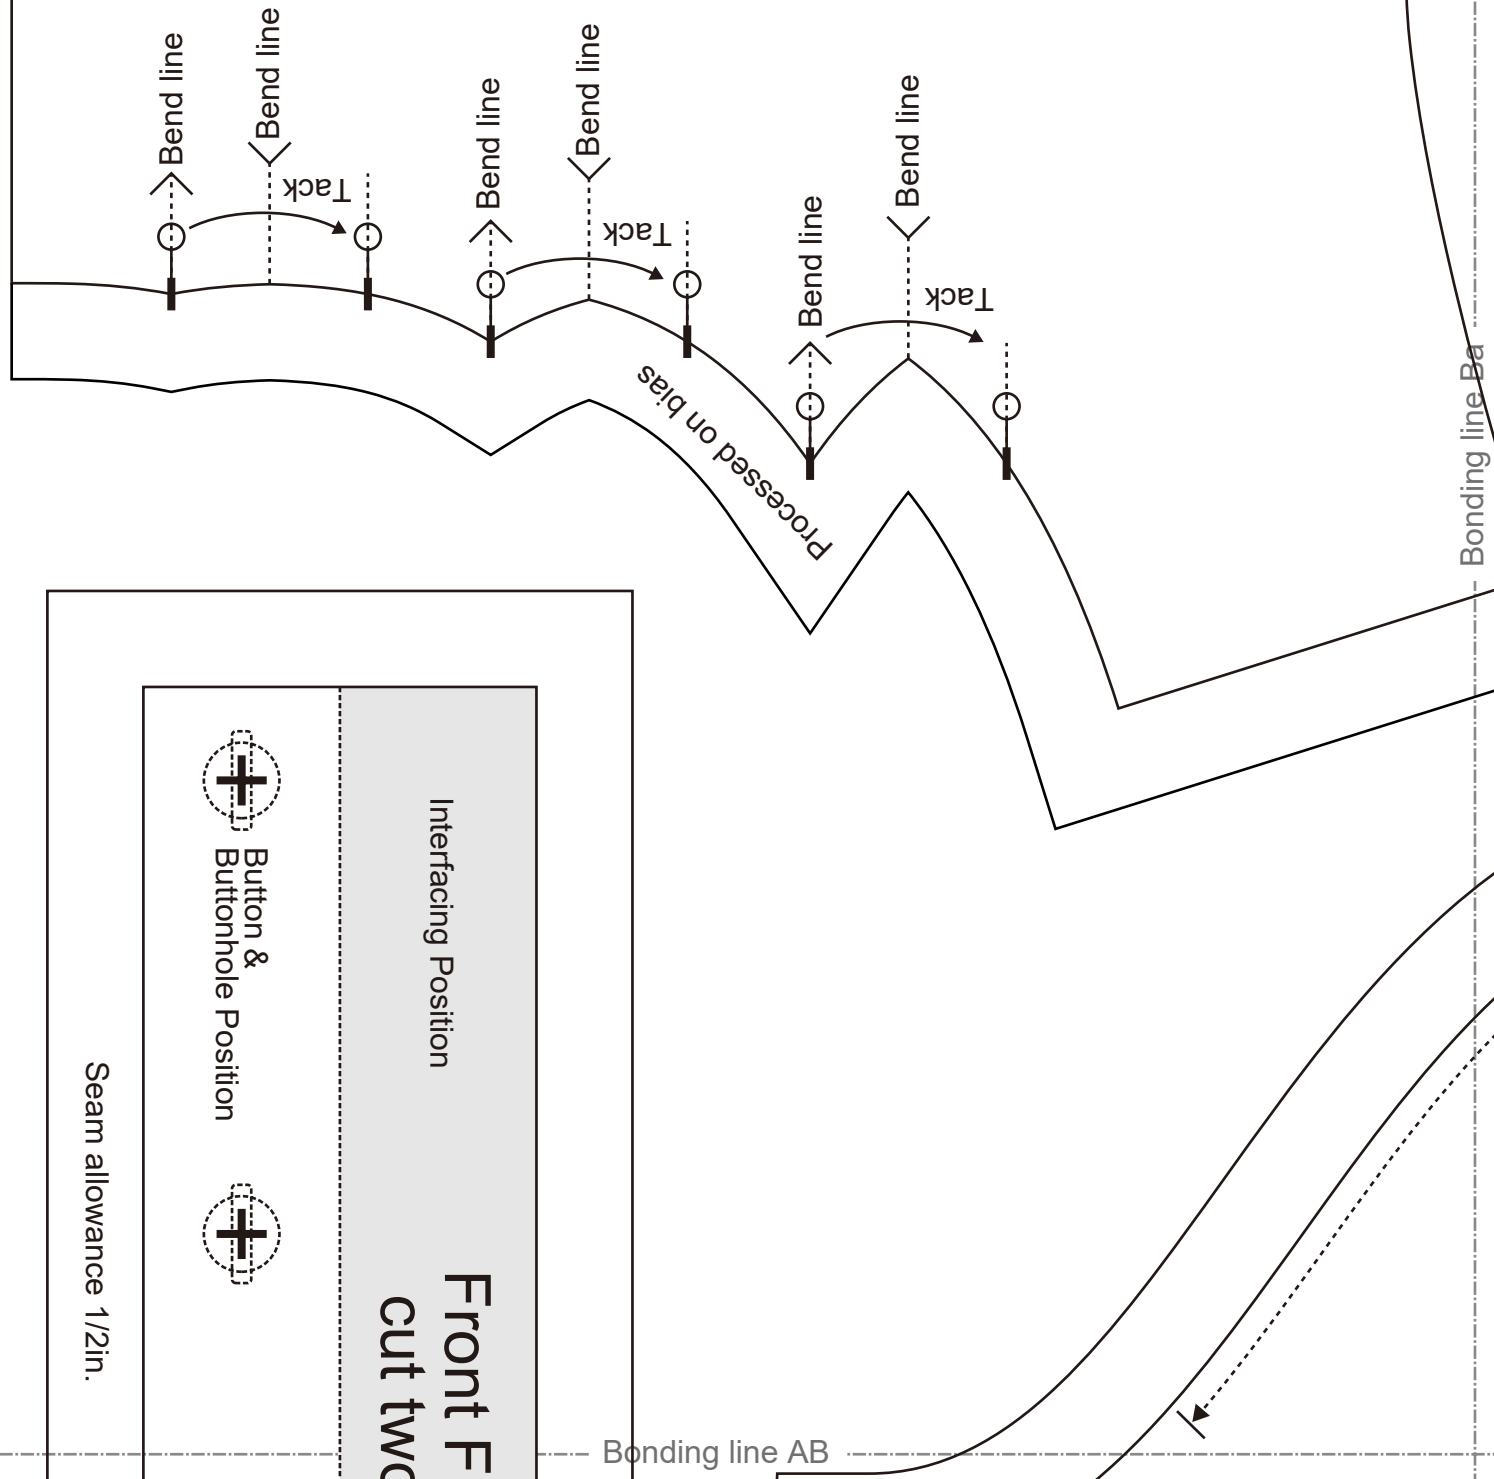 Bend line
Bend line
Tack
Bend line
Bend line
Tack
Bend line
Bend line
Tack
Processed on bias
Bonding line Ba
Interfacing Position
Button &
Buttonhole Position
Seam allowance 1/2in.
Front F
cut two
Bonding line AB